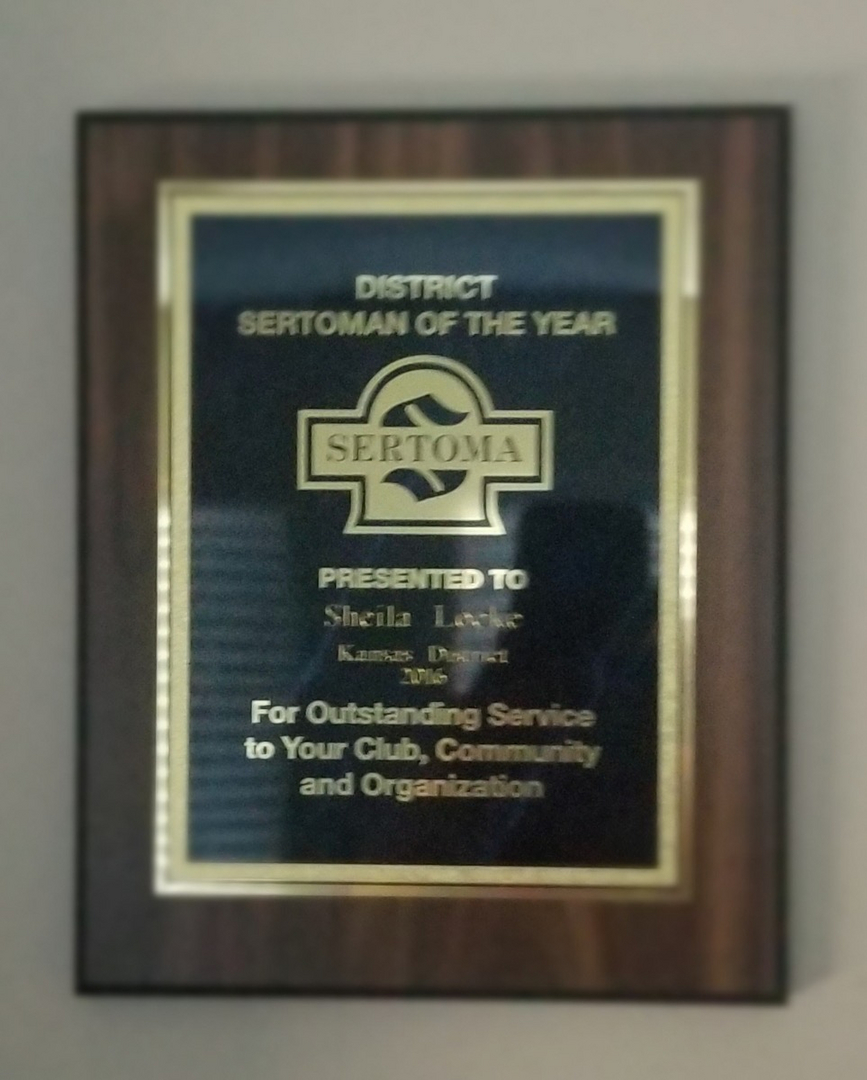 DISTRICT
SERTOMAN OF THE YEAR
SERTOMA
PRESENTED TO
Sheila Locke
Kansas District
2016
For Outstanding Service
to Your Club, Community
and Organization